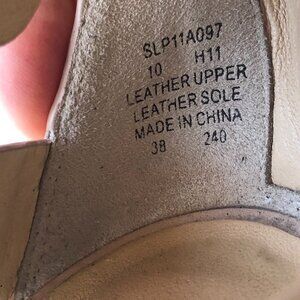 SLP11A097
10 H11
LEATHER UPPER
LEATHER SOLE
MADE IN CHINA
38 240